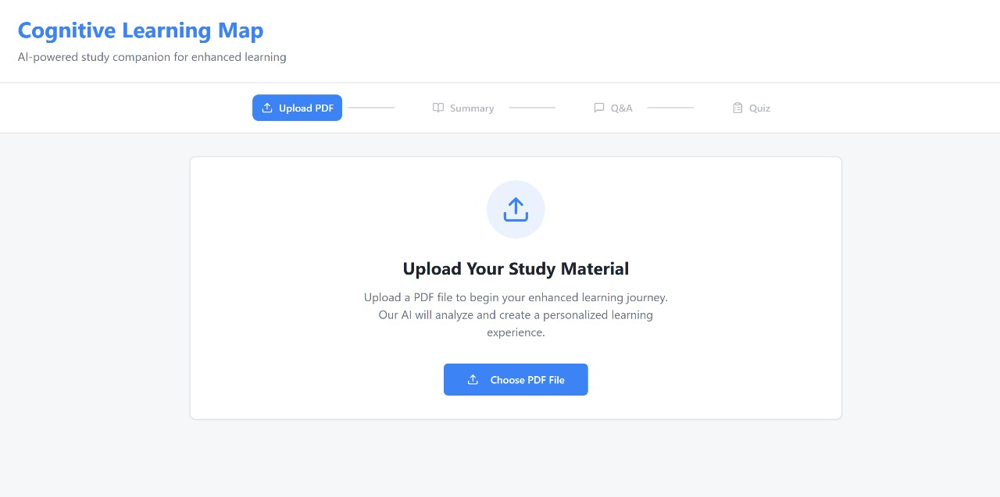 Cognitive Learning Map
AI-powered study companion for enhanced learning
Upload PDF
Summary
Q&A
Quiz
Upload Your Study Material
Upload a PDF file to begin your enhanced learning journey.
Our AI will analyze and create a personalized learning
experience.
Choose PDF File